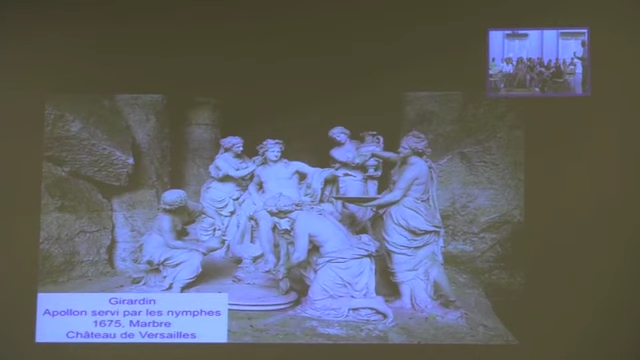 Girardin
Apollon servi par les nymphes
1675, Marbre
Château de Versailles